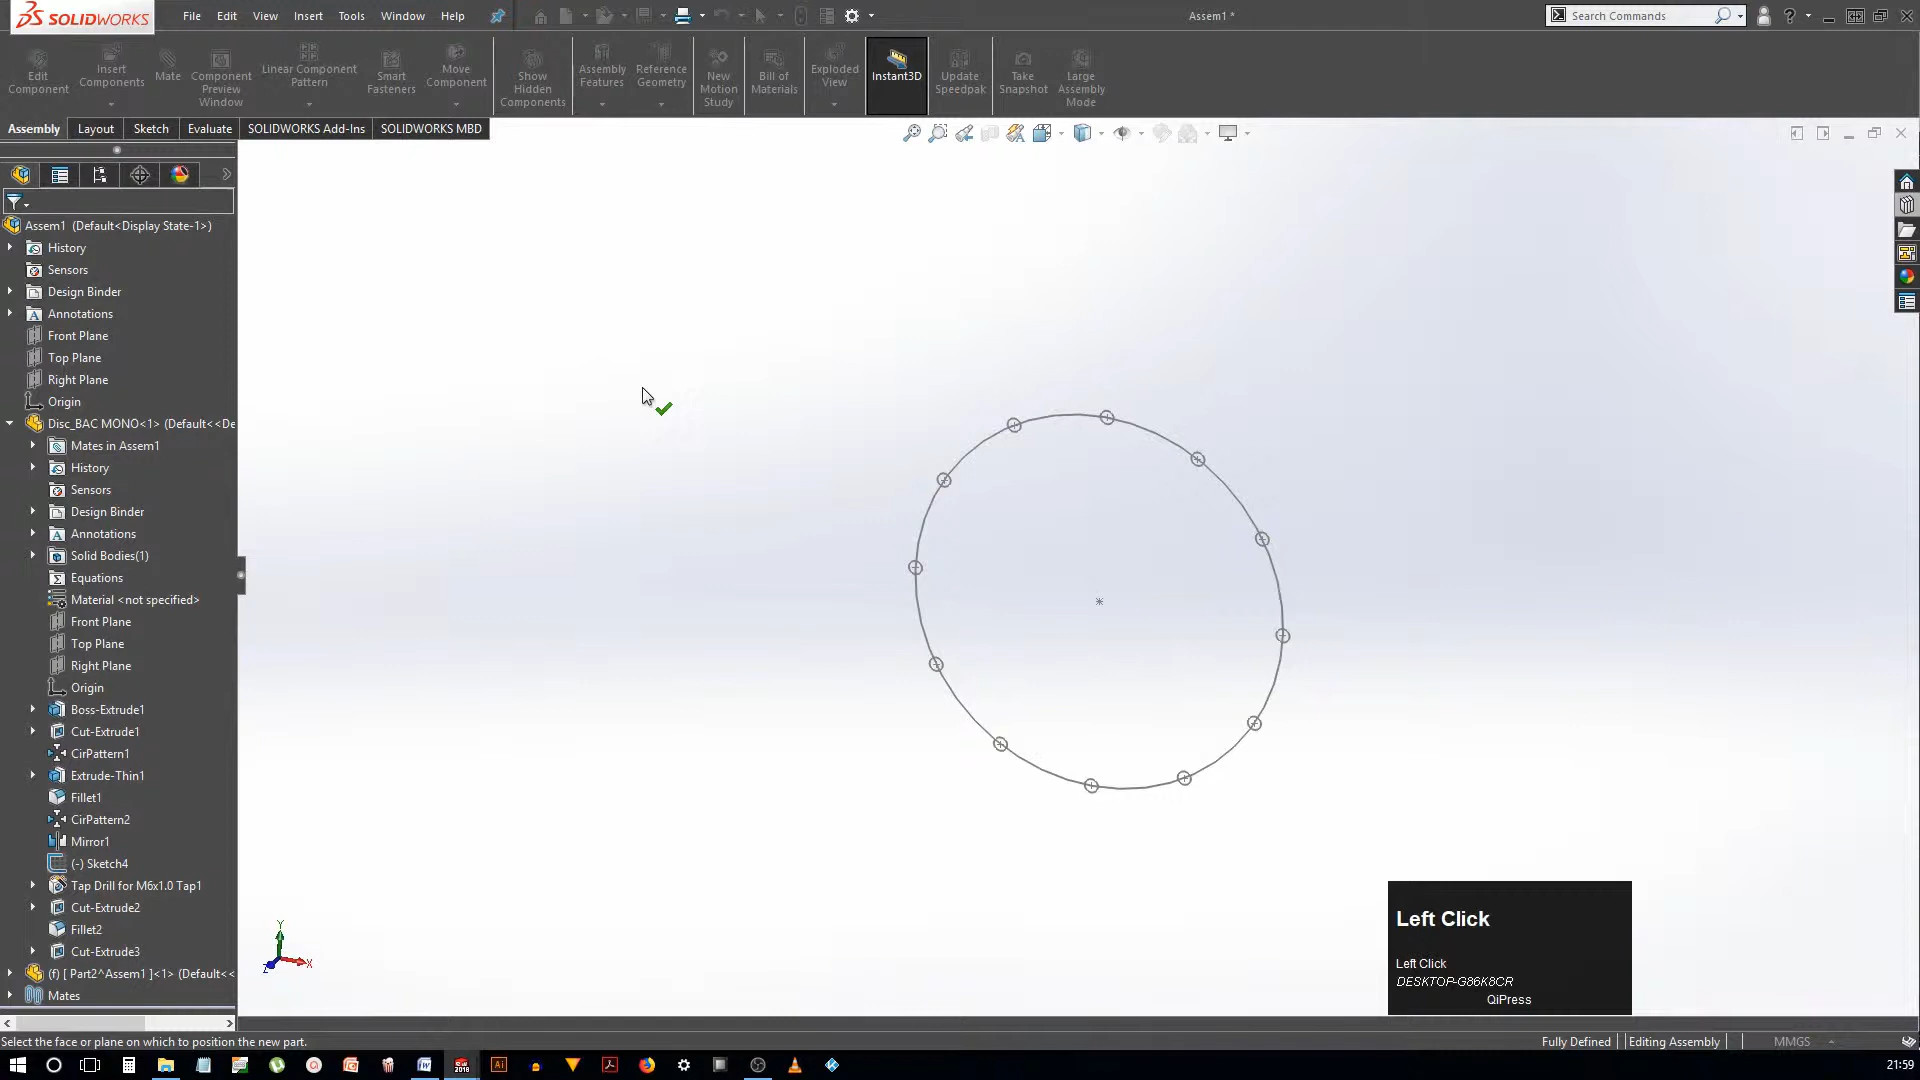 SOLIDWORKS
File Edit View Insert Tools Window Help
Assem1 *
Search Commands
Edit Component
Insert Components
Mate
Component Preview Window
Linear Component Pattern
Smart Fasteners
Move Component
Show Hidden Components
Assembly Features
Reference Geometry
New Motion Study
Bill of Materials
Exploded View
Instant3D
Update Speedpak
Take Snapshot
Large Assembly Mode
Assembly Layout Sketch Evaluate SOLIDWORKS Add-Ins SOLIDWORKS MBD
Assem1 (Default<Display State-1>)
History
Sensors
Design Binder
Annotations
Front Plane
Top Plane
Right Plane
Origin
Disc_BAC MONO<1> (Default<<De
Mates in Assem1
History
Sensors
Design Binder
Annotations
Solid Bodies(1)
Equations
Material <not specified>
Front Plane
Top Plane
Right Plane
Origin
Boss-Extrude1
Cut-Extrude1
CirPattern1
Extrude-Thin1
Fillet1
CirPattern2
Mirror1
(-) Sketch4
Tap Drill for M6x1.0 Tap1
Cut-Extrude2
Fillet2
Cut-Extrude3
(f) [ Part2^Assem1 ]<1> (Default<<
Mates
Y
X
Z
Left Click
Left Click
DESKTOP-G86K8CR
QiPress
Select the face or plane on which to position the new part.
Fully Defined Editing Assembly MMGS
21:59